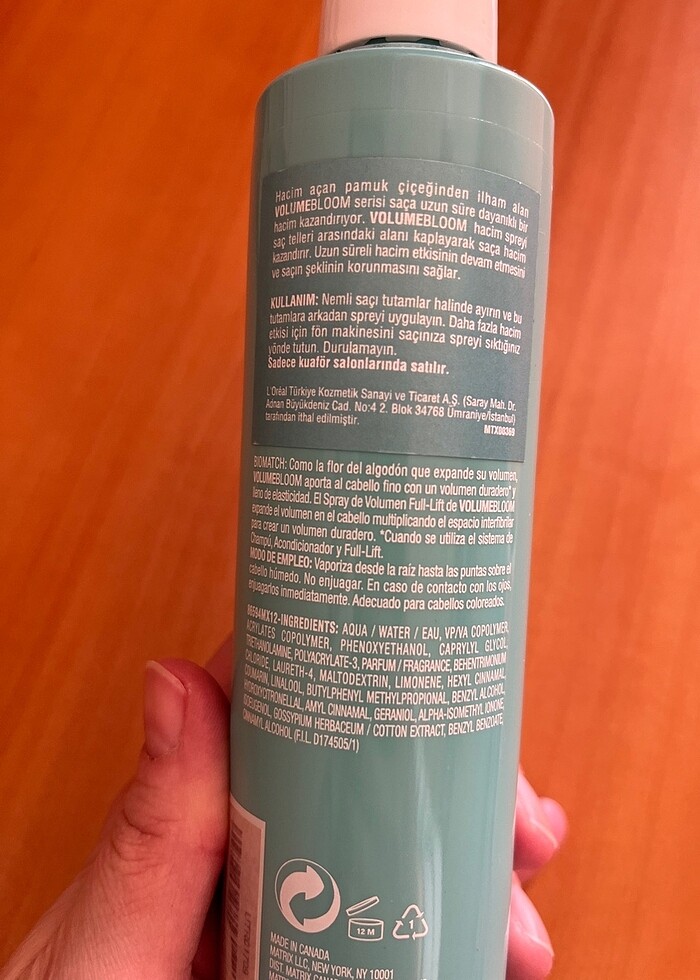 Hacim açan pamuk çiçeğinden ilham alan
VOLUMEBLOOM serisi saça uzun süre dayanıklı bir
hacim kazandırıyor. VOLUMEBLOOM hacim spreyi
saç telleri arasındaki alanı kaplayarak saça hacim
kazandırır. Uzun süreli hacim etkisinin devam etmesini
ve saçın şeklinin korunmasını sağlar.
KULLANIM: Nemli saçı tutamlar halinde ayırın ve bu
tutamlara arkadan spreyi uygulayın. Daha fazla hacim
etkisi için fön makinesini saçınıza spreyi sıktığınız
yönde tutun. Durulamayın.
Sadece kuaför salonlarında satılır.
L'Oréal Türkiye Kozmetik Sanayi ve Ticaret A.Ş. (Saray Mah. Dr.
Adnan Büyükdeniz Cad. No:4 2. Blok 34768 Ümraniye/İstanbul)
tarafından ithal edilmiştir.
MTX00369
BIOMATCH: Como la flor del algodón que expande su volumen,
VOLUMEBLOOM aporta al cabello fino con un volumen duradero* y
lleno de elasticidad. El Spray de Volumen Full-Lift de VOLUMEBLOOM
expande el volumen en el cabello multiplicando el espacio interfibrilar
para crear un volumen duradero. *Cuando se utiliza el sistema de
Champú, Acondicionador y Full-Lift.
MODO DE EMPLEO: Vaporiza desde la raíz hasta las puntas sobre el
cabello húmedo. No enjuagar. En caso de contacto con los ojos,
enjuagarlos inmediatamente. Adecuado para cabellos coloreados.
INGREDIENTS: AQUA / WATER / EAU, VP/VA COPOLYMER,
ACRYLATES COPOLYMER, PHENOXYETHANOL, CAPRYLYL GLYCOL,
TRIETHANOLAMINE, POLYACRYLATE-3, PARFUM / FRAGRANCE, BEHENTRIMONIUM
CHLORIDE, LAURETH-4, MALTODEXTRIN, LIMONENE, HEXYL CINNAMAL,
COUMARIN, LINALOOL, BUTYLPHENYL METHYLPROPIONAL, BENZYL ALCOHOL,
HYDROXYCITRONELLAL, AMYL CINNAMAL, GERANIOL, ALPHA-ISOMETHYL IONONE,
ISOEUGENOL, GOSSYPIUM HERBACEUM / COTTON EXTRACT, BENZYL BENZOATE,
CINNAMYL ALCOHOL (F.I.L. D174505/1)
12 M
1
MADE IN CANADA
MATRIX LLC, NEW YORK, NY 10001
DIST. MATRIX